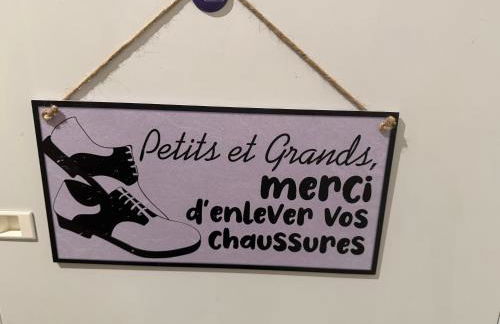 Petits et Grands,
merci
d'enlever vos
chaussures